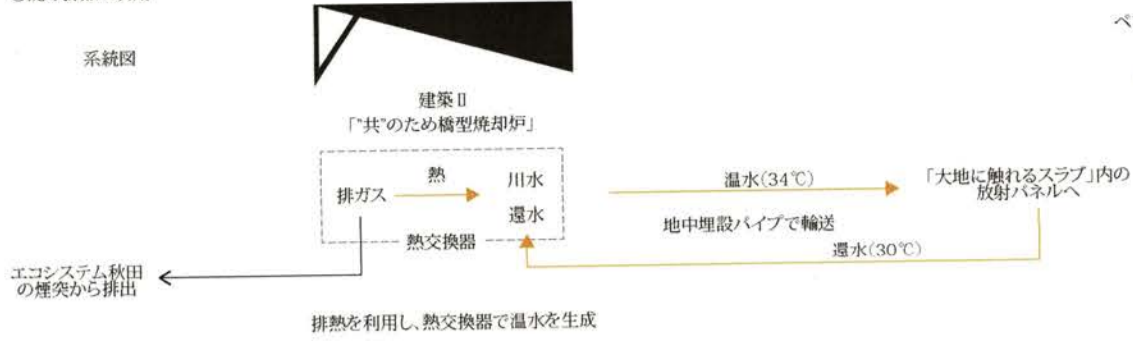 系統図
建築Ⅱ
「"共"のため橋型焼却炉」
排ガス
熱
川水
還水
熱交換器
温水(34℃)
地中埋設パイプで輸送
還水(30℃)
「大地に触れるスラブ」内の
放射パネルへ
エコシステム秋田
の煙突から排出
排熱を利用し、熱交換器で温水を生成
ペ